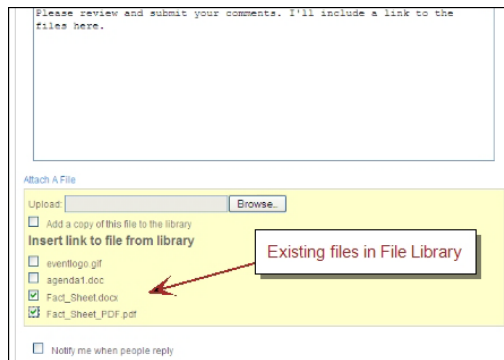 Please review and submit your comments. I'll include a link to the
files here.
Attach A File
Upload:
Browse..
Add a copy of this file to the library
Insert link to file from library
eventlogo.gif
agenda1.doc
Fact_Sheet.docx
Fact_Sheet_PDF.pdf
Existing files in File Library
Notify me when people reply